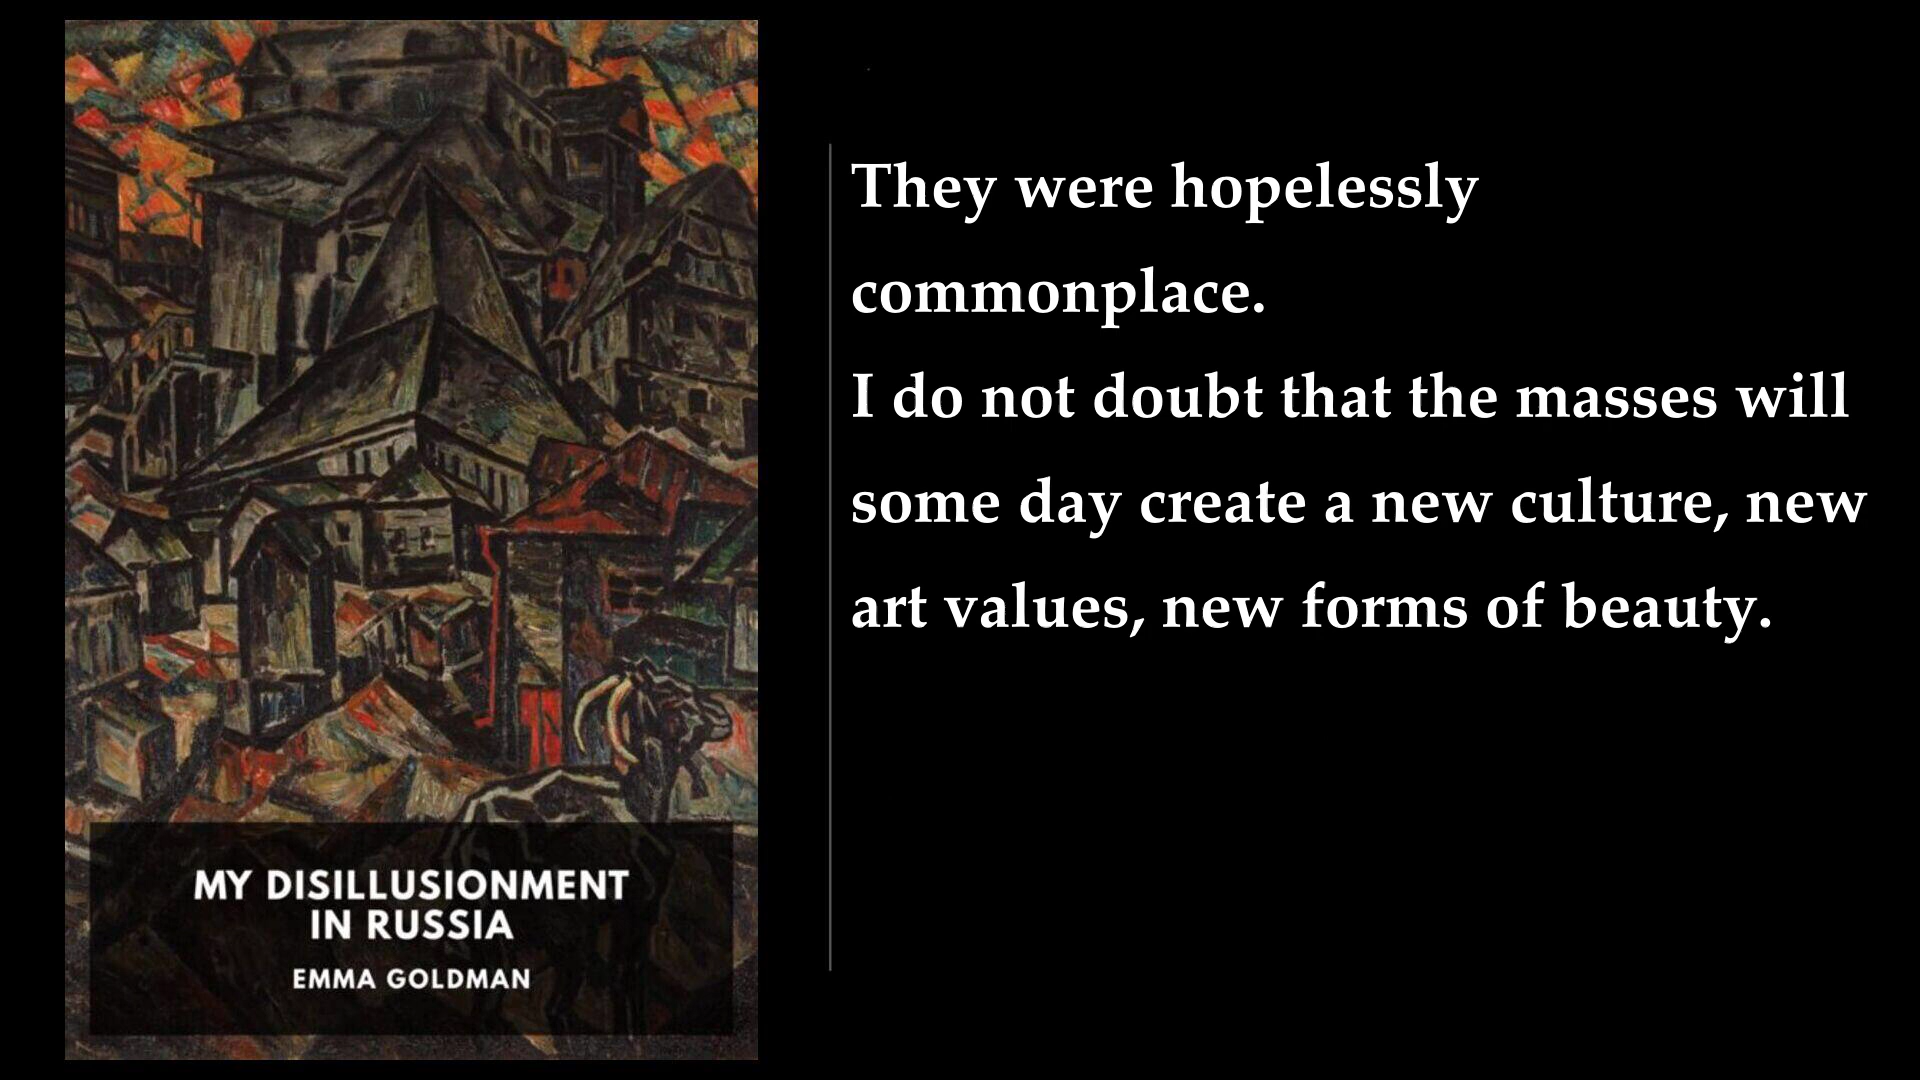 They were hopelessly
commonplace.
I do not doubt that the masses will
some day create a new culture, new
art values, new forms of beauty.
MY DISILLUSIONMENT
IN RUSSIA
EMMA GOLDMAN